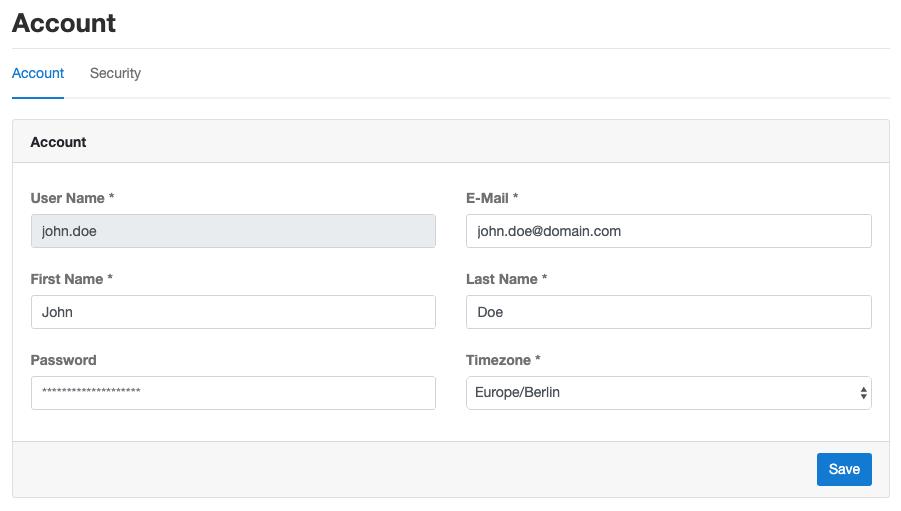 Account
Account Security
Account
User Name * E-Mail *
john.doe john.doe@domain.com
First Name * Last Name *
John Doe
Password Timezone *
******************** Europe/Berlin
Save